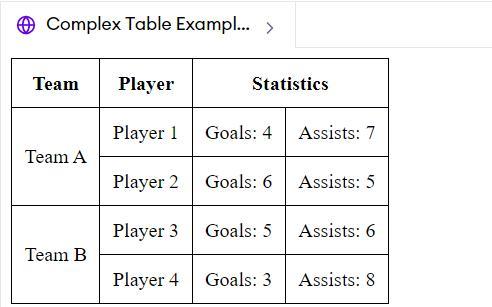 Complex Table Exampl...
Team Player Statistics
Team A
Player 1 Goals: 4 Assists: 7
Player 2 Goals: 6 Assists: 5
Team B
Player 3 Goals: 5 Assists: 6
Player 4 Goals: 3 Assists: 8